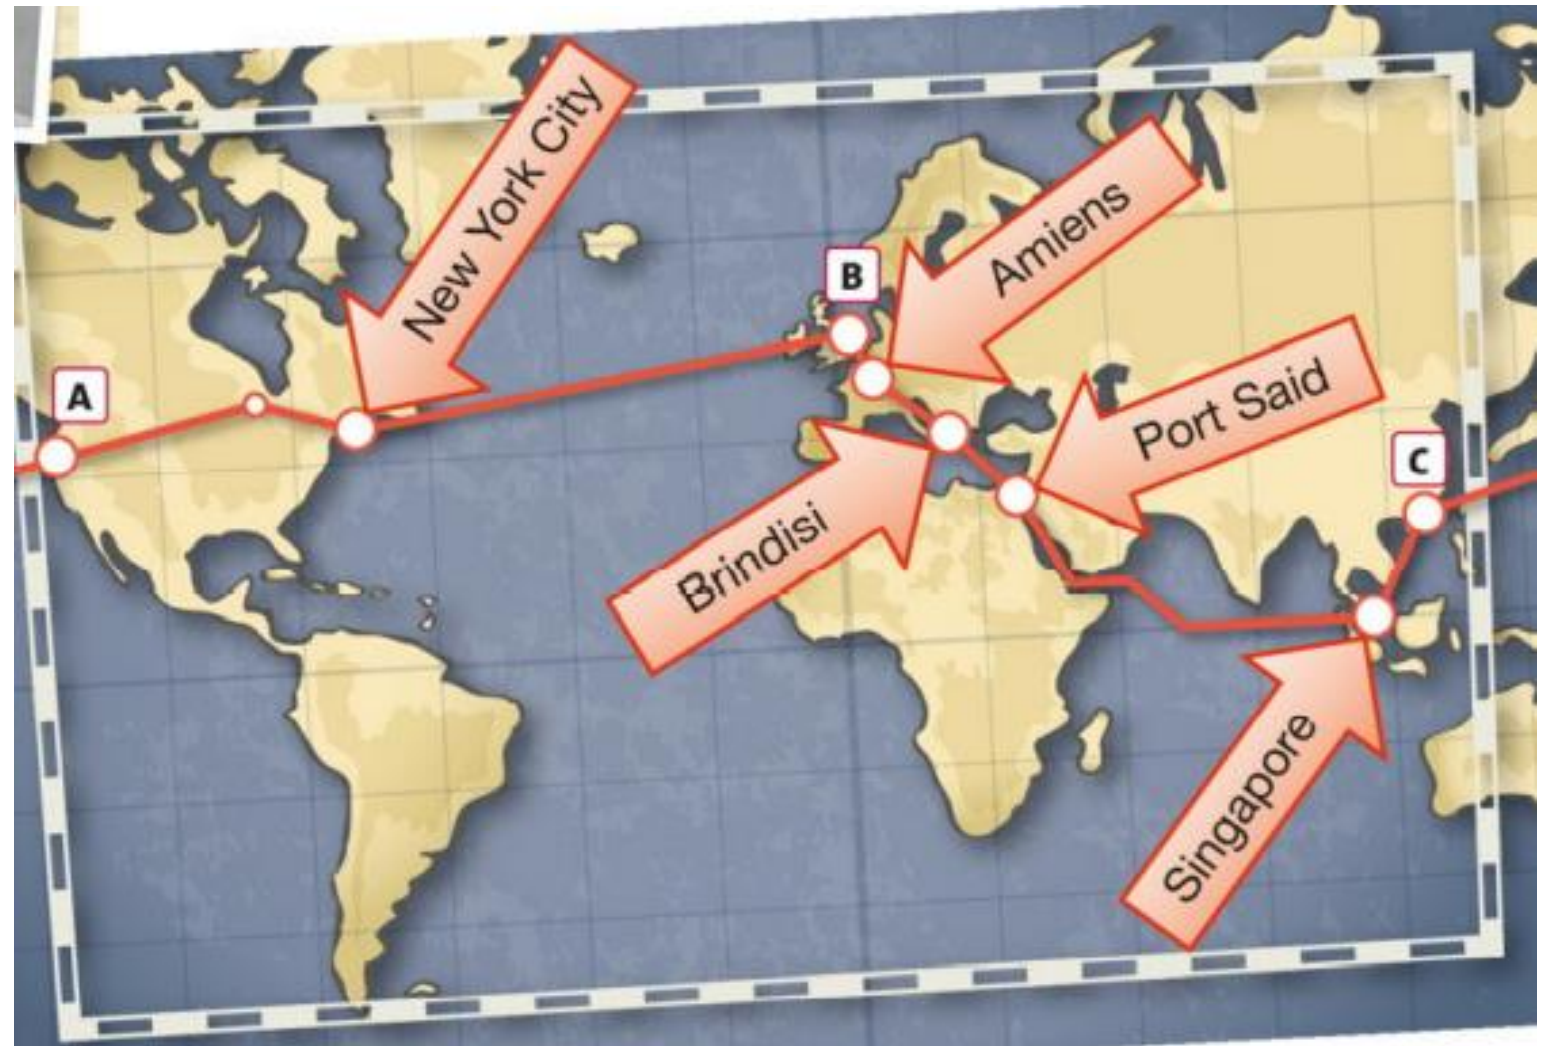 New York City
Amiens
B
Port Said
A
C
Brindisi
Singapore